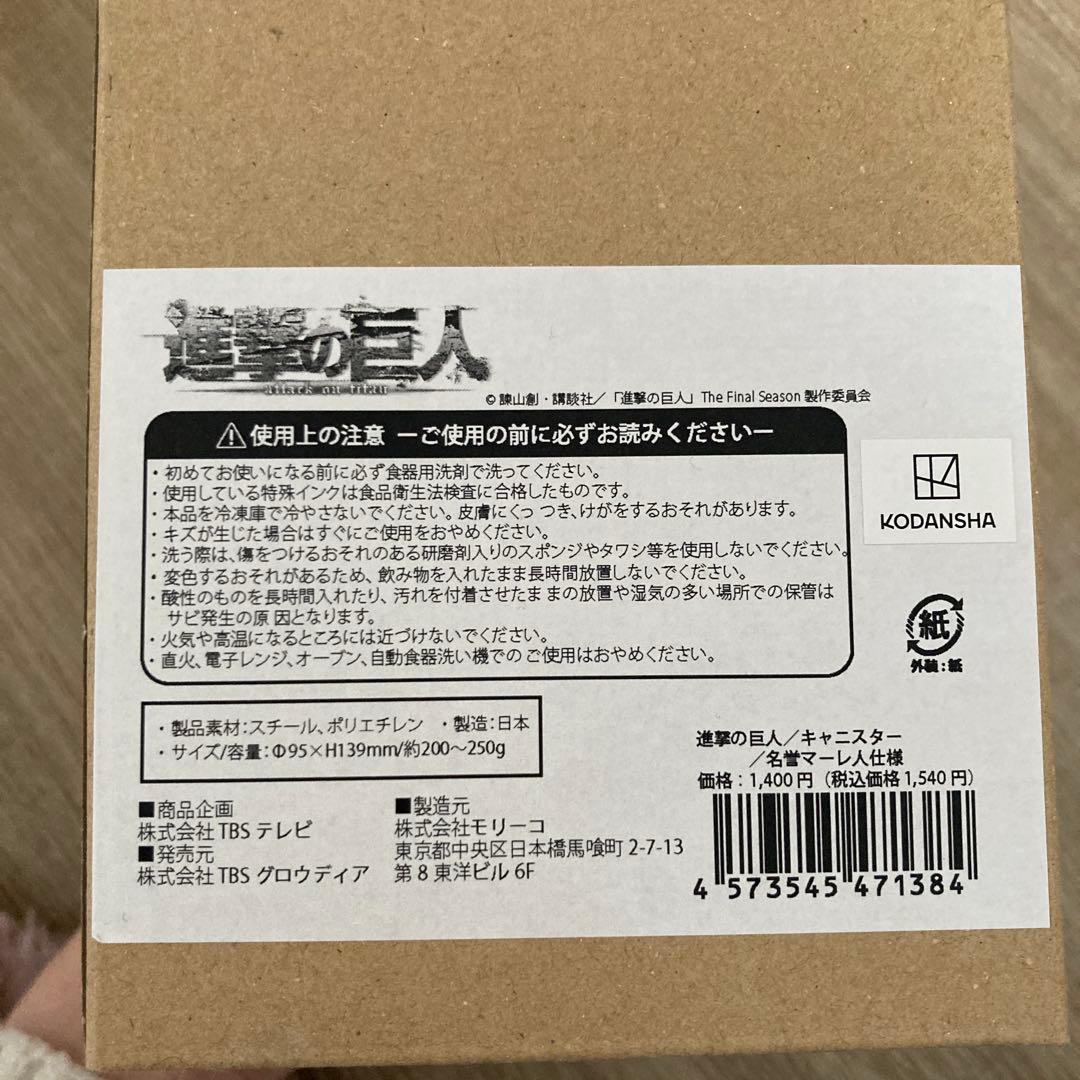 進撃の巨人
attack on titan
© 諫山創・講談社／「進撃の巨人」The Final Season 製作委員会
⚠使用上の注意 ーご使用の前に必ずお読みくださいー
・初めてお使いになる前に必ず食器用洗剤で洗ってください。
・使用している特殊インクは食品衛生法検査に合格したものです。
・本品を冷凍庫で冷やさないでください。皮膚にくっ つき、けがをするおそれがあります。
・キズが生じた場合はすぐにご使用をおやめください。
・洗う際は、傷をつけるおそれのある研磨剤入りのスポンジやタワシ等を使用しないでください。
・変色するおそれがあるため、飲み物を入れたまま長時間放置しないでください。
・酸性のものを長時間入れたり、汚れを付着させたままの放置や湿気の多い場所での保管は
サビ発生の原 因となります。
・火気や高温になるところには近づけないでください。
・直火、電子レンジ、オーブン、自動食器洗い機での ご使用はおやめください。
KODANSHA
紙
外装：紙
・製品素材：スチール、ポリエチレン ・製造：日本
・サイズ/容量：Φ95×H139mm/約200〜250g
■商品企画
株式会社 TBS テレビ
■発売元
株式会社 TBS グロウディア
■製造元
株式会社モリーコ
東京都中央区日本橋馬喰町 2-7-13
第 8 東洋ビル 6F
進撃の巨人／キャニスター
／名誉マーレ人仕様
価格：1,400 円（税込価格 1,540 円）
4 573545 471384